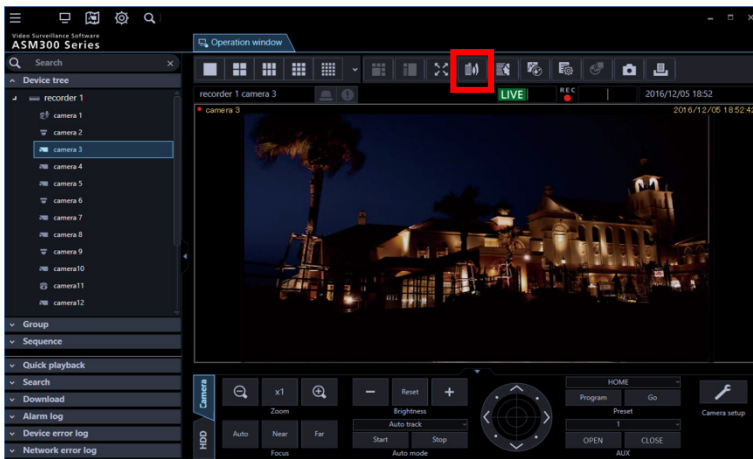 Video Surveillance Software
ASM300 Series
Operation window
Search
Device tree
recorder 1
camera 1
camera 2
camera 3
camera 4
camera 5
camera 6
camera 7
camera 8
camera 9
camera10
camera11
camera12
Group
Sequence
Quick playback
Search
Download
Alarm log
Device error log
Network error log
recorder 1 camera 3
LIVE
REC
2016/12/05 18:52
camera 3
2016/12/05 18:52:42
Camera
HDD
x1
Zoom
Auto
Near
Far
Focus
Reset
Brightness
Auto track
Start
Stop
Auto mode
HOME
Program
Go
Preset
1
OPEN
CLOSE
AUX
Camera setup